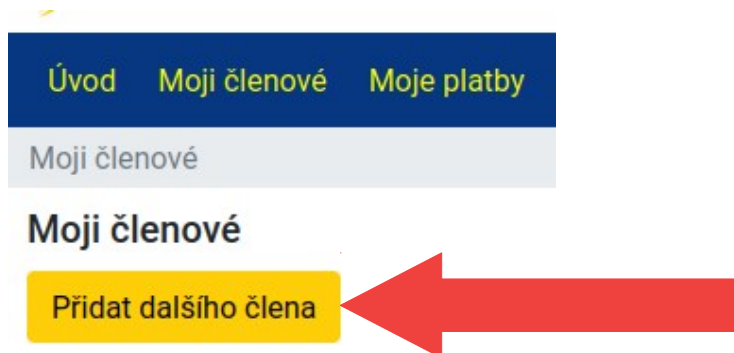 Úvod Moji členové Moje platby
Moji členové
Moji členové
Přidat dalšího člena